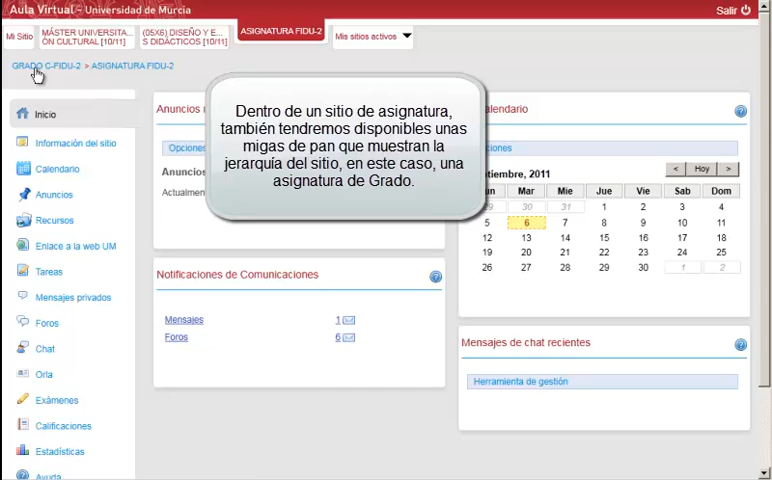 Aula Virtual - Universidad de Murcia
Salir
Mi Sitio
MÁSTER UNIVERSITA...
ÓN CULTURAL [10/11]
(05X6) DISEÑO Y E...
S DIDÁCTICOS [10/11]
ASIGNATURA FIDU-2
Mis sitios activos
GRADO C-FIDU-2 > ASIGNATURA FIDU-2
Dentro de un sitio de asignatura,
también tendremos disponibles unas
migas de pan que muestran la
jerarquía del sitio, en este caso, una
asignatura de Grado.
Inicio
Información del sitio
Calendario
Anuncios
Recursos
Enlace a la web UM
Tareas
Mensajes privados
Foros
Chat
Orla
Exámenes
Calificaciones
Estadísticas
Ayuda
Anuncios
Opciones
Anuncios
Notificaciones de Comunicaciones
Mensajes 1
Foros 6
< Hoy >
, 2011
Mar Mie Jue Vie Sab Dom
29 30 31 1 2 3 4
5 6 7 8 9 10 11
12 13 14 15 16 17 18
19 20 21 22 23 24 25
26 27 28 29 30 1 2
Mensajes de chat recientes
Herramienta de gestión